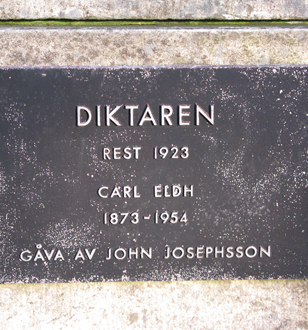 DIKTAREN
REST 1923
CARL ELDH
1873-1954
GÅVA AV JOHN JOSEPHSSON